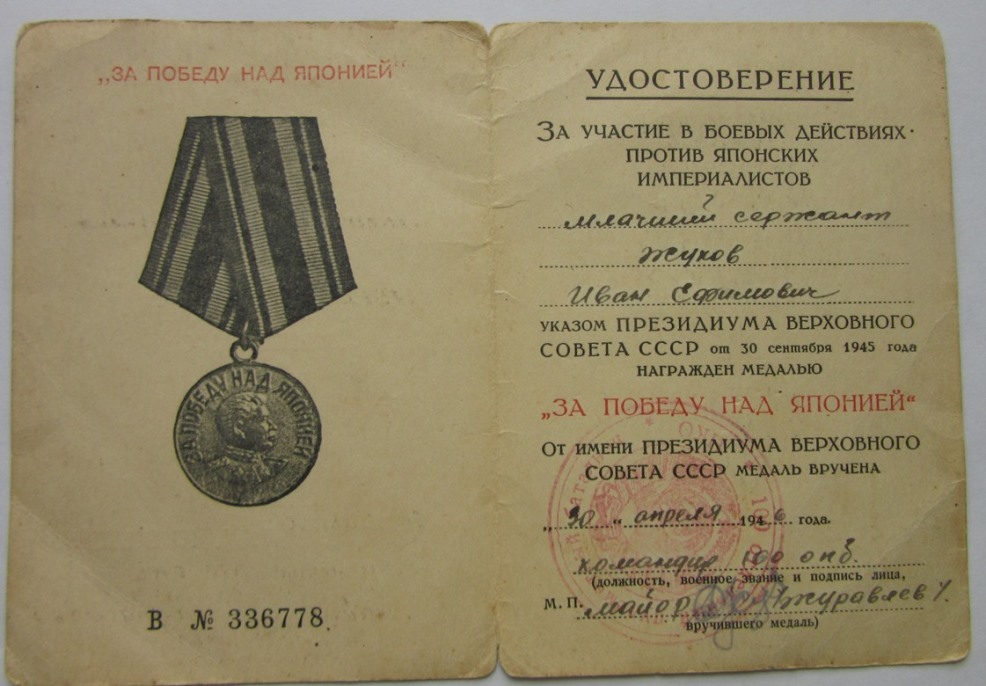 „ЗА ПОБЕДУ НАД ЯПОНИЕЙ“
ЗА ПОБЕДУ НАД ЯПОНИЕЙ
В № 336778
УДОСТОВЕРЕНИЕ
ЗА УЧАСТИЕ В БОЕВЫХ ДЕЙСТВИЯХ
ПРОТИВ ЯПОНСКИХ
ИМПЕРИАЛИСТОВ
младший сержант
Жуков
Иван Ефимович
УКАЗОМ ПРЕЗИДИУМА ВЕРХОВНОГО
СОВЕТА СССР от 30 сентября 1945 года
НАГРАЖДЕН МЕДАЛЬЮ
„ЗА ПОБЕДУ НАД ЯПОНИЕЙ“
ОТ ИМЕНИ ПРЕЗИДИУМА ВЕРХОВНОГО
СОВЕТА СССР МЕДАЛЬ ВРУЧЕНА
„30“ апреля 1946 года.
командир 100 опб.
(должность, военное звание и подпись лица,
М. П. майор Журавлев
вручившего медаль)